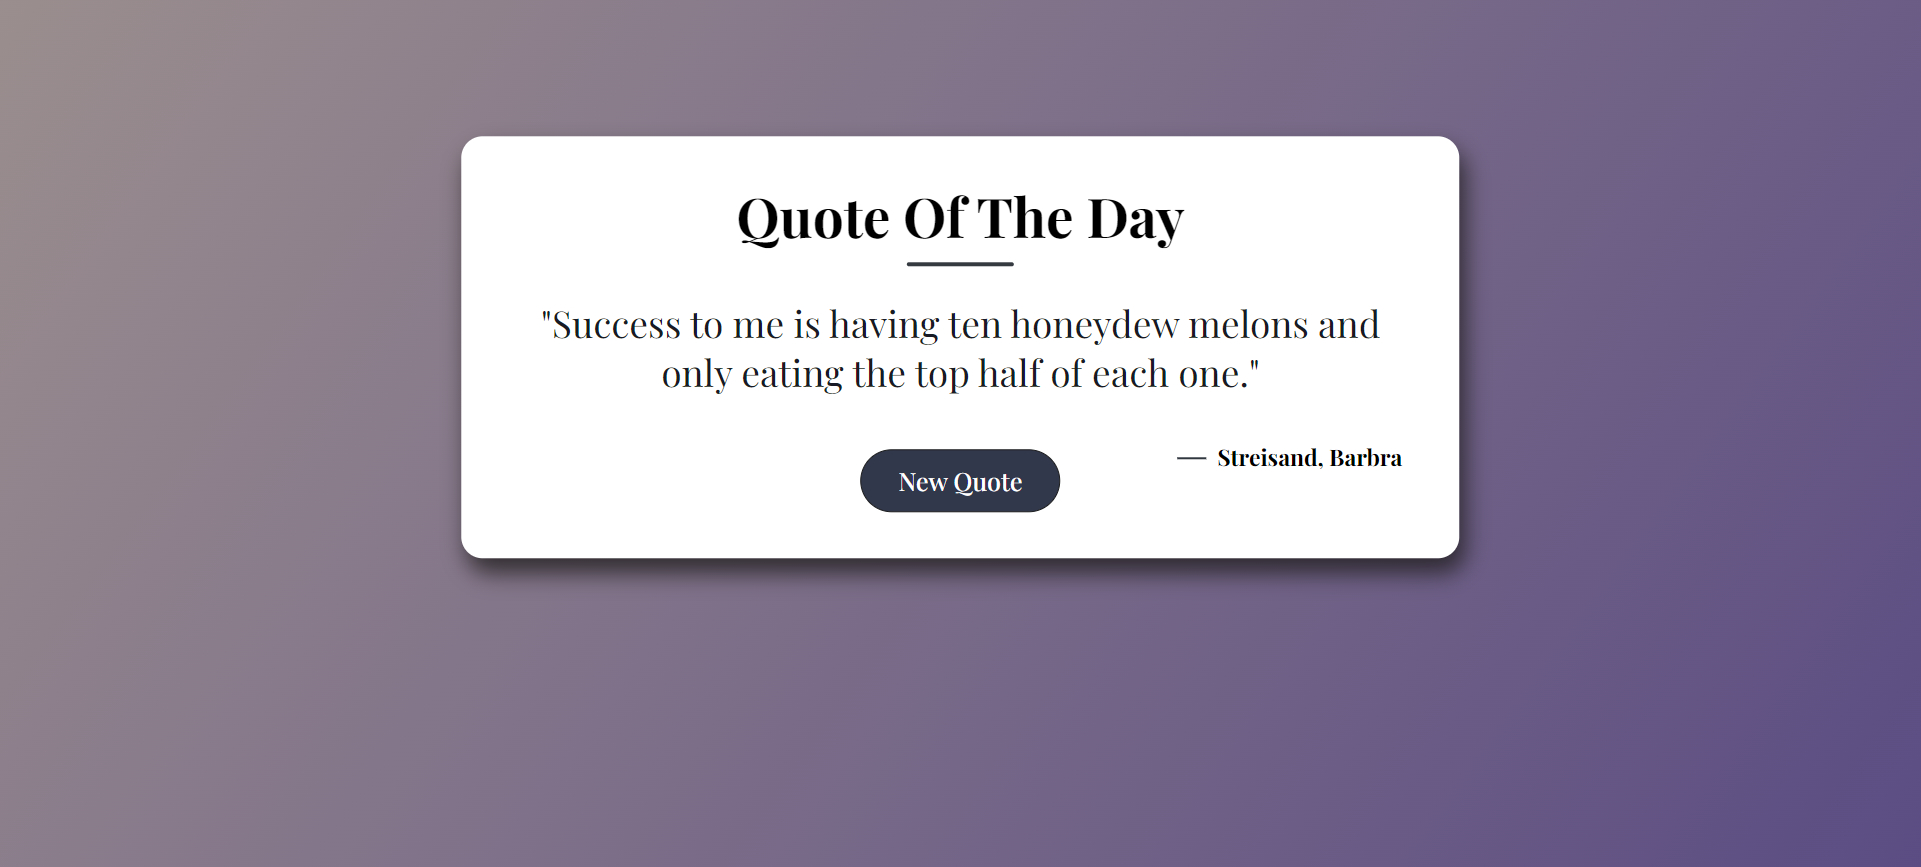 Quote Of The Day
"Success to me is having ten honeydew melons and
only eating the top half of each one."
— Streisand, Barbra
New Quote